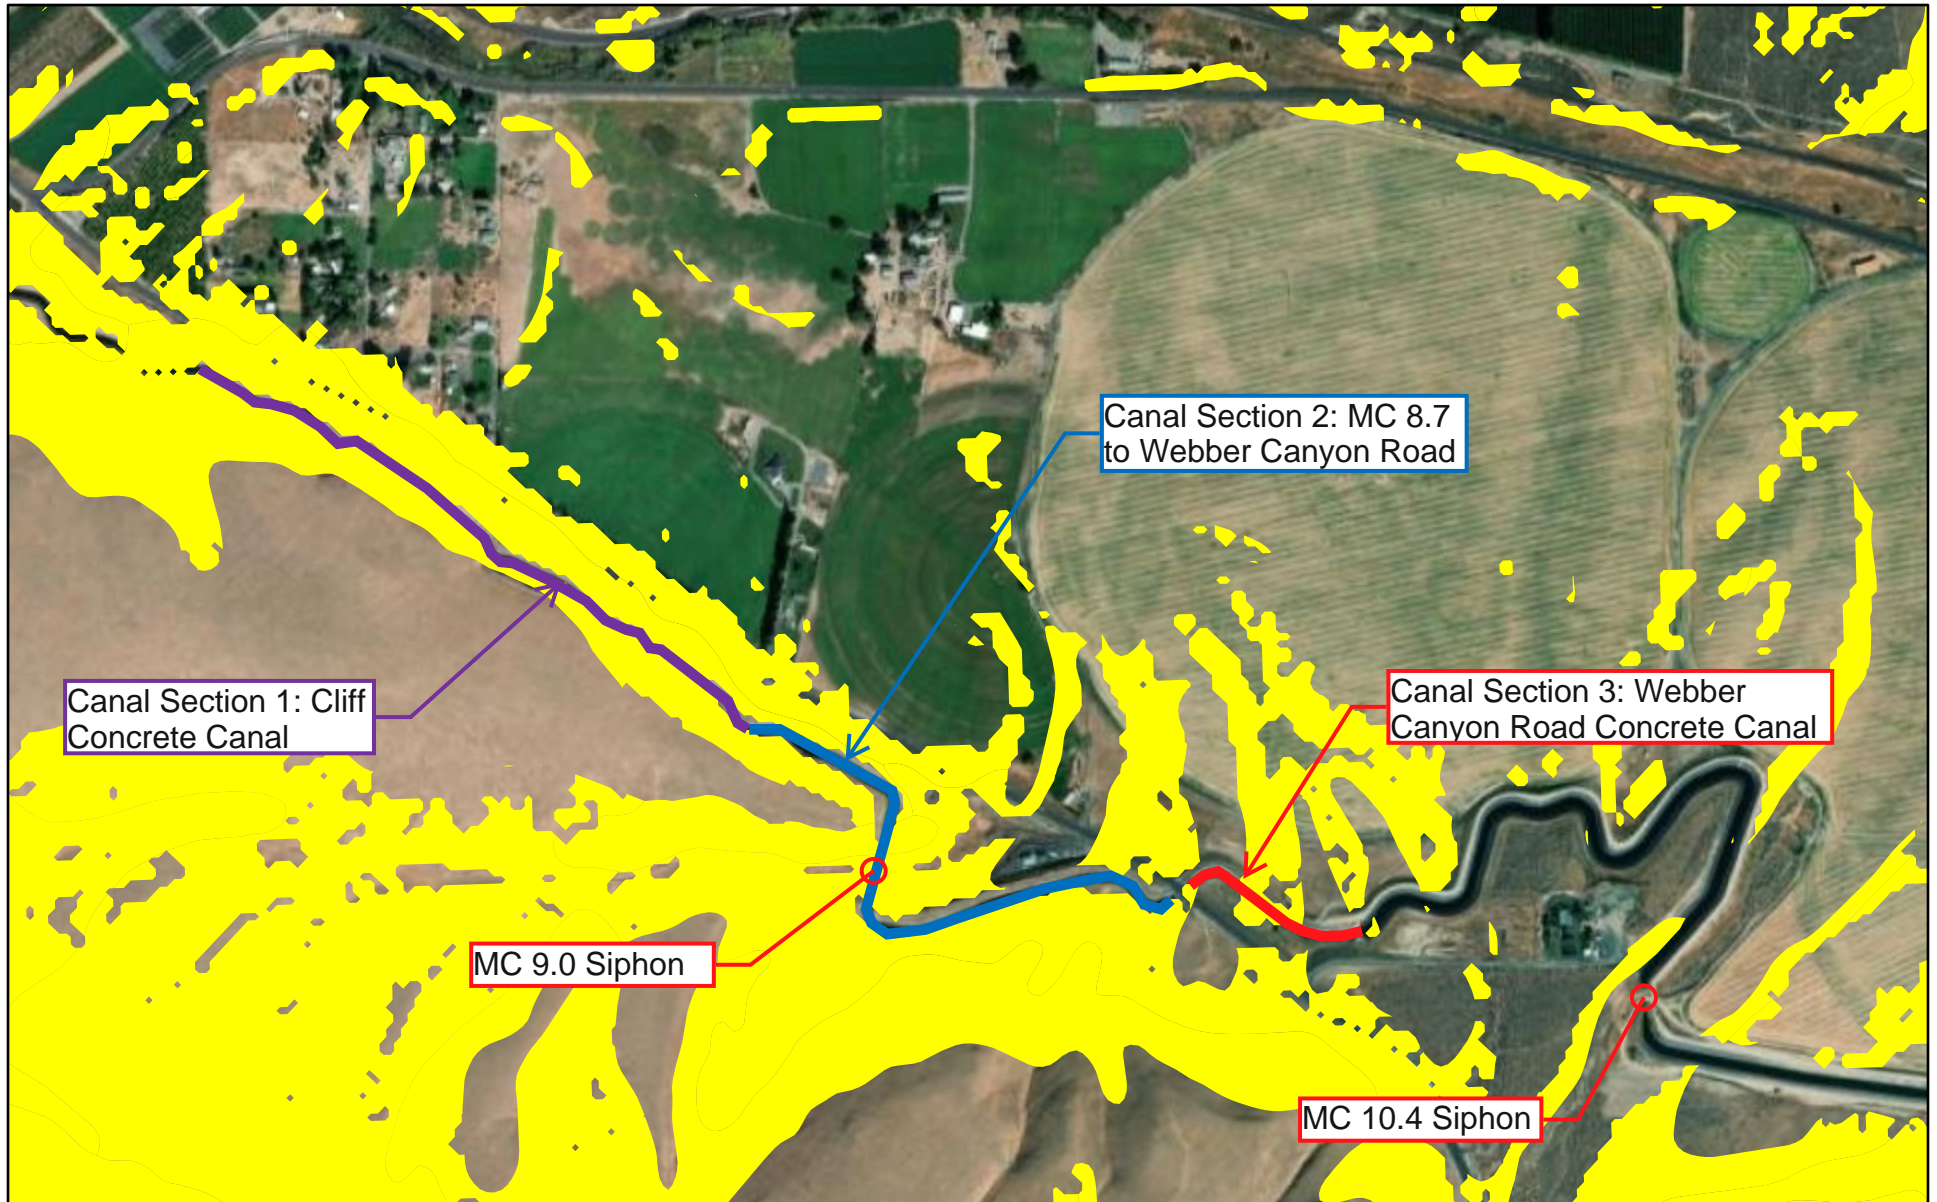 Canal Section 2: MC 8.7
to Webber Canyon Road
Canal Section 1: Cliff
Concrete Canal
Canal Section 3: Webber
Canyon Road Concrete Canal
MC 9.0 Siphon
MC 10.4 Siphon